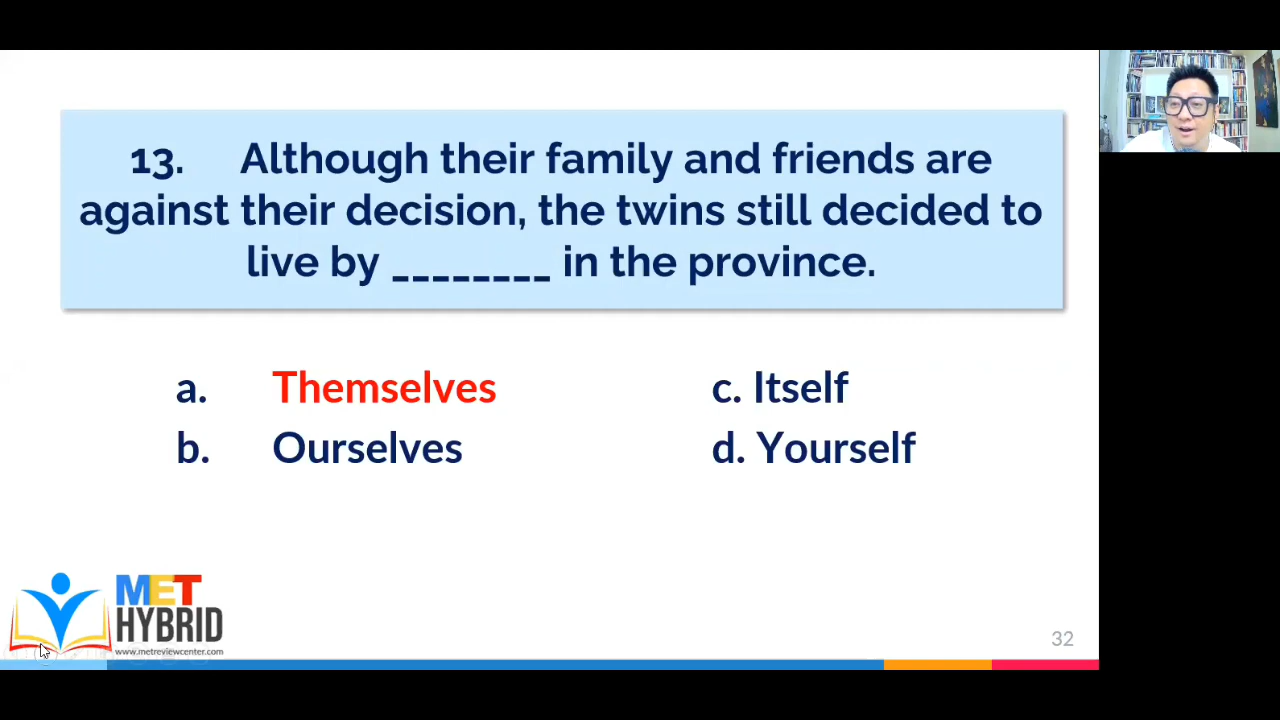 13. Although their family and friends are
against their decision, the twins still decided to
live by ________ in the province.
a. Themselves
b. Ourselves
c. Itself
d. Yourself
MET
HYBRID
www.metreviewcenter.com
32